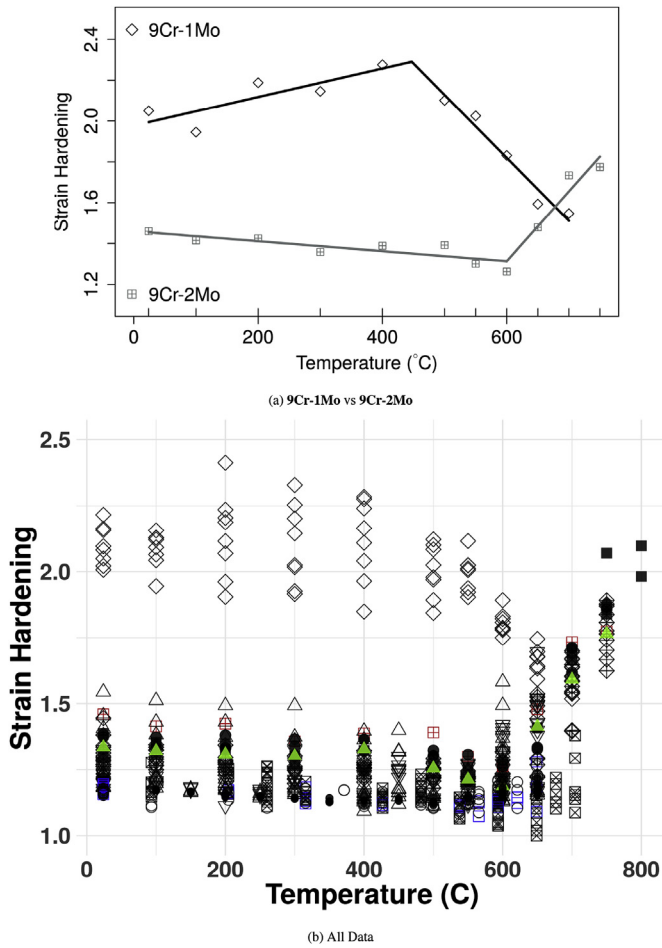 2.4
9Cr-1Mo
2.0
Strain Hardening
1.6
1.2
9Cr-2Mo
0 200 400 600
Temperature (°C)
(a) 9Cr-1Mo vs 9Cr-2Mo
2.5
2.0
Strain Hardening
1.5
1.0
0 200 400 600 800
Temperature (C)
(b) All Data